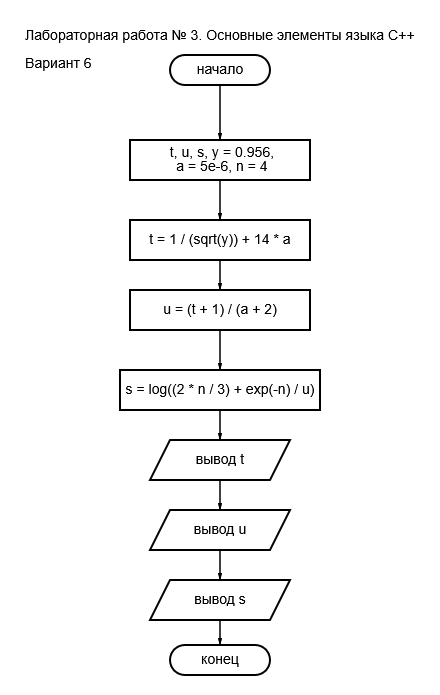 Лабораторная работа № 3. Основные элементы языка С++
Вариант 6
начало
t, u, s, y = 0.956,
a = 5e-6, n = 4
t = 1 / (sqrt(y)) + 14 * a
u = (t + 1) / (a + 2)
s = log((2 * n / 3) + exp(-n) / u)
вывод t
вывод u
вывод s
конец